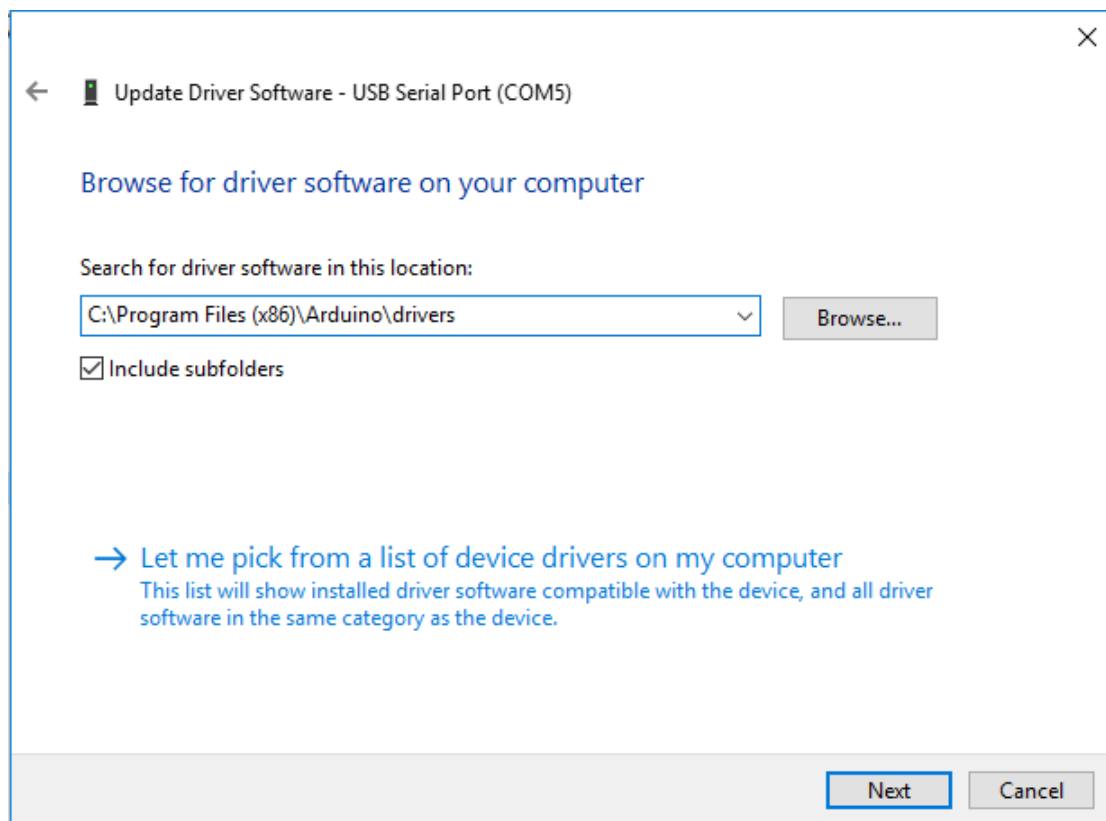 Update Driver Software - USB Serial Port (COM5)
Browse for driver software on your computer
Search for driver software in this location:
C:\Program Files (x86)\Arduino\drivers
Browse...
Include subfolders
Let me pick from a list of device drivers on my computer
This list will show installed driver software compatible with the device, and all driver
software in the same category as the device.
Next
Cancel